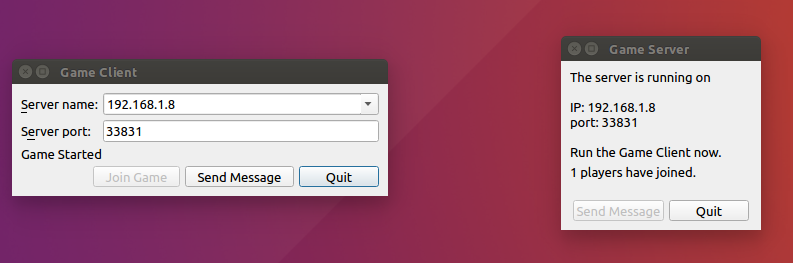 Game Client
Server name: 192.168.1.8
Server port: 33831
Game Started
Join Game Send Message Quit
Game Server
The server is running on
IP: 192.168.1.8
port: 33831
Run the Game Client now.
1 players have joined.
Send Message Quit